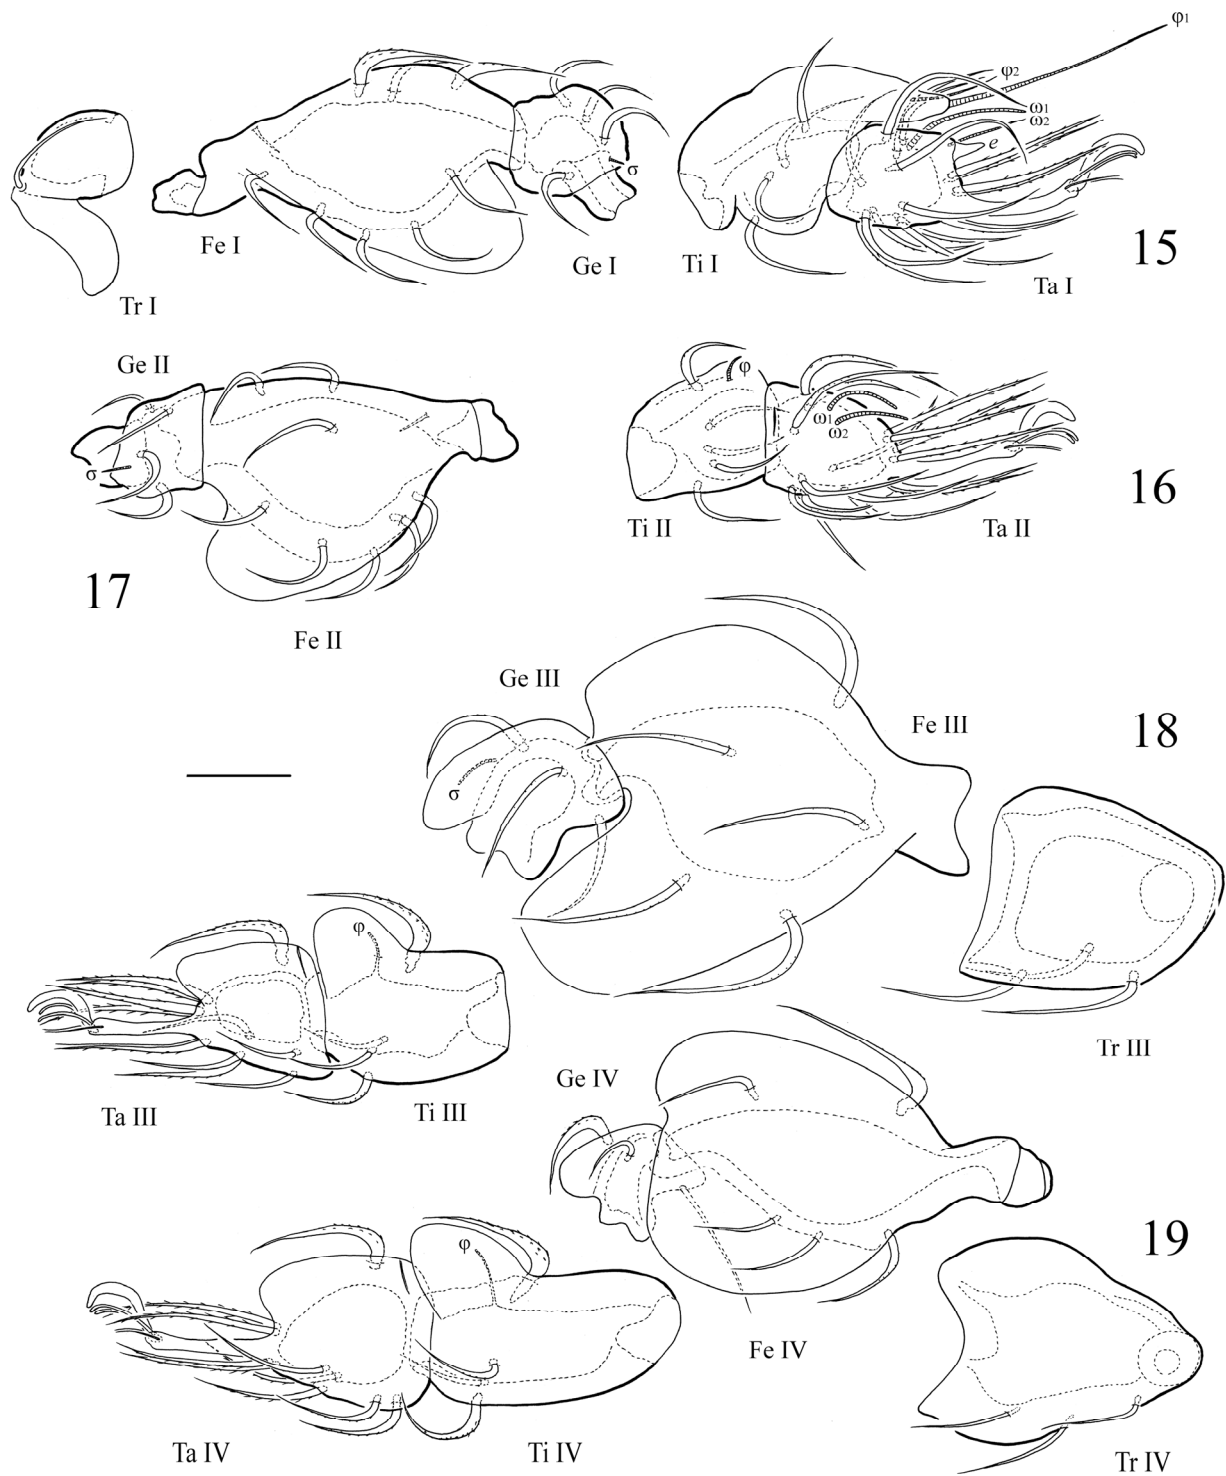 φ1
φ2
ω1
ω2
e
σ
Fe I
Ge I
Ti I
Ta I
15
Tr I
Ge II
φ
ω1
ω2
σ
16
Ti II
Ta II
17
Fe II
Ge III
Fe III
18
σ
φ
Tr III
Ta III
Ti III
Ge IV
19
φ
Fe IV
Ta IV
Ti IV
Tr IV